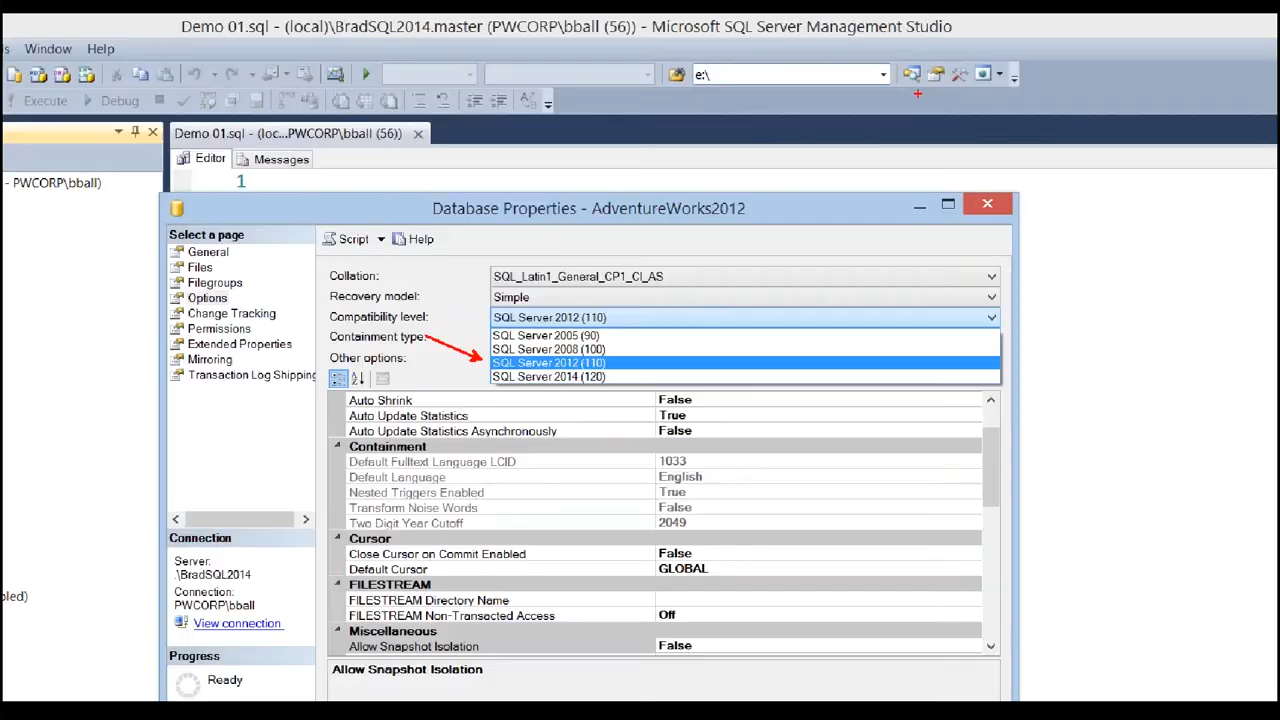 Demo 01.sql - (local)\BradSQL2014.master (PWCORP\bball (56)) - Microsoft SQL Server Management Studio
s Window Help
e:\
Execute Debug
Demo 01.sql - (loc...PWCORP\bball (56))
Editor Messages
- PWCORP\bball)
1
Database Properties - AdventureWorks2012
Select a page
General
Files
Filegroups
Options
Change Tracking
Permissions
Extended Properties
Mirroring
Transaction Log Shipping
Script Help
Collation: SQL_Latin1_General_CP1_CI_AS
Recovery model: Simple
Compatibility level: SQL Server 2012 (110)
Containment type:
SQL Server 2005 (90)
SQL Server 2008 (100)
SQL Server 2012 (110)
SQL Server 2014 (120)
Other options:
Auto Shrink False
Auto Update Statistics True
Auto Update Statistics Asynchronously False
Containment
Default Fulltext Language LCID 1033
Default Language English
Nested Triggers Enabled True
Transform Noise Words False
Two Digit Year Cutoff 2049
Cursor
Close Cursor on Commit Enabled False
Default Cursor GLOBAL
FILESTREAM
FILESTREAM Directory Name
FILESTREAM Non-Transacted Access Off
Miscellaneous
Allow Snapshot Isolation False
Allow Snapshot Isolation
Connection
Server:
.\BradSQL2014
Connection:
PWCORP\bball
View connection
Progress
Ready
bled)